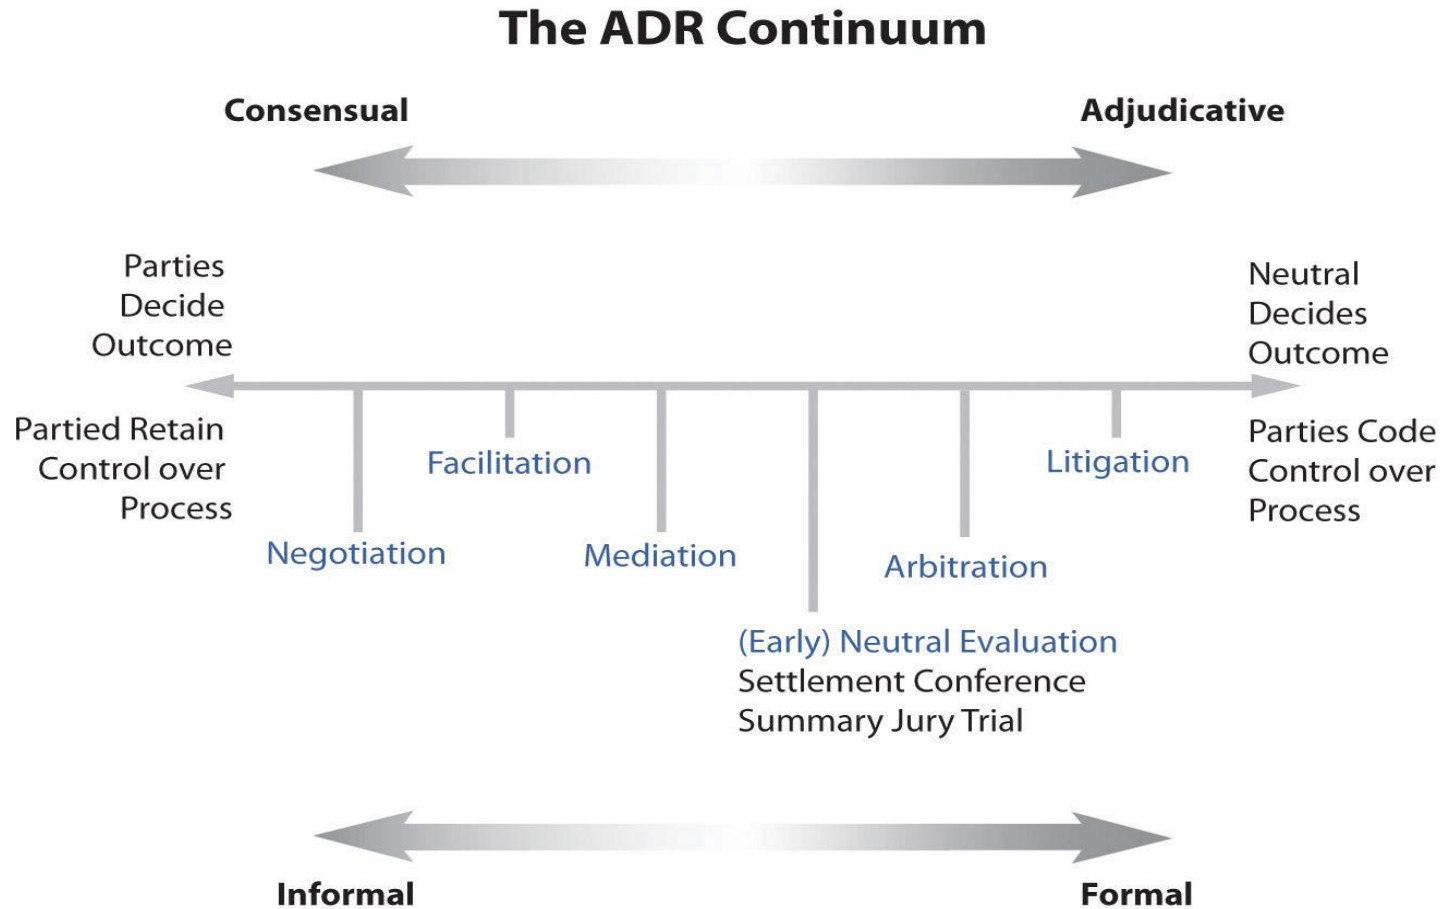 The ADR Continuum
Consensual
Adjudicative
Parties
Decide
Outcome
Neutral
Decides
Outcome
Partied Retain
Control over
Process
Parties Code
Control over
Process
Facilitation
Litigation
Negotiation
Mediation
Arbitration
(Early) Neutral Evaluation
Settlement Conference
Summary Jury Trial
Informal
Formal